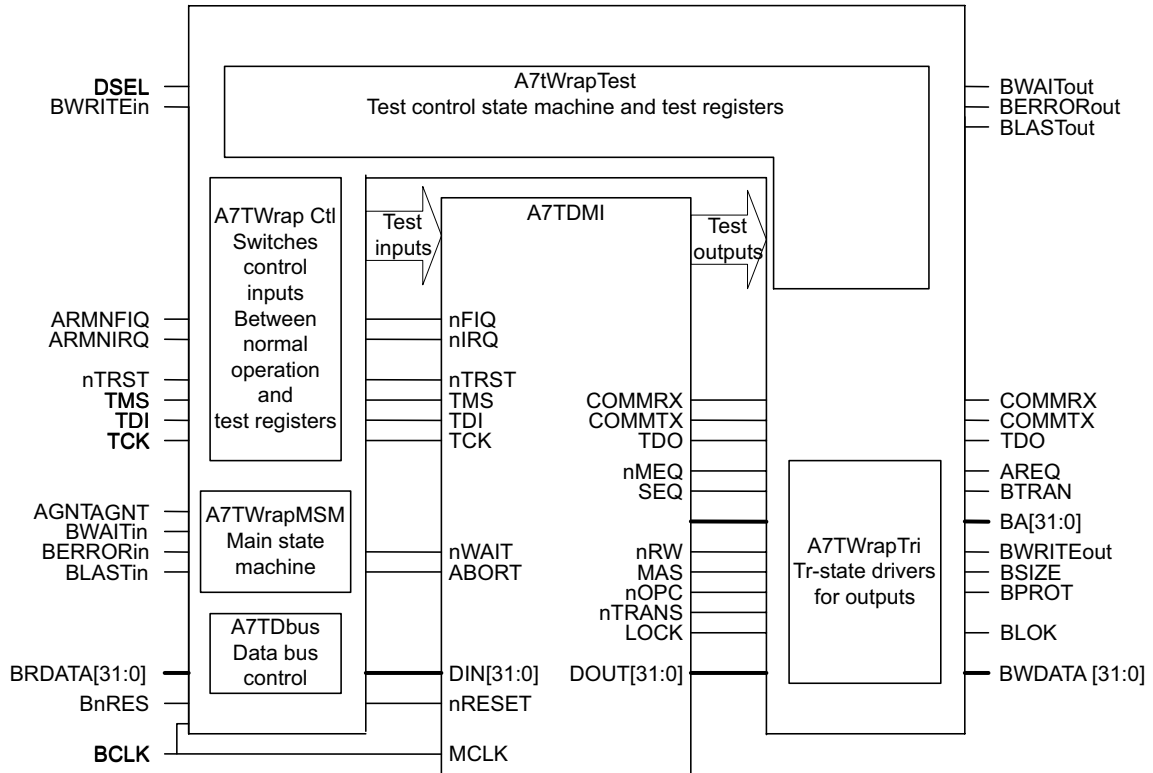 A7tWrapTest
Test control state machine and test registers
DSEL
BWRITEin
BWAITout
BERRORout
BLASTout
A7TWrap Ctl
Switches
control
inputs
Between
normal
operation
and
test registers
Test
inputs
A7TDMI
Test
outputs
ARMNFIQ
ARMNIRQ
nTRST
TMS
TDI
TCK
nFIQ
nIRQ
nTRST
TMS
TDI
TCK
COMMRX
COMMTX
TDO
nMEQ
SEQ
COMMRX
COMMTX
TDO
AREQ
BTRAN
BA[31:0]
AGNTAGNT
BWAITin
BERRORin
BLASTin
A7TWrapMSM
Main state
machine
nWAIT
ABORT
nRW
MAS
nOPC
nTRANS
LOCK
A7TWrapTri
Tr-state drivers
for outputs
BWRITEout
BSIZE
BPROT
BLOK
A7TDbus
Data bus
control
BRDATA[31:0]
BnRES
BCLK
DIN[31:0]
nRESET
MCLK
DOUT[31:0]
BWDATA [31:0]